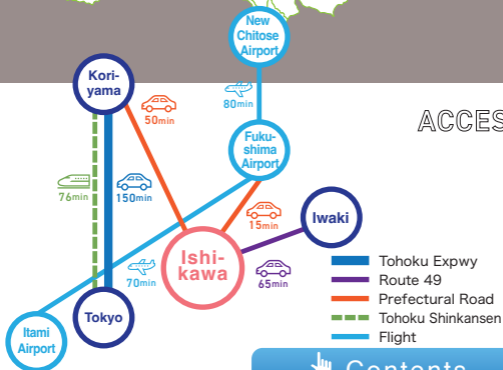 New
Chitose
Airport
Kori-
yama
50min
80min
ACCES
Fuku-
shima
Airport
76min
150min
15min
Iwaki
Ishi-
kawa
70min
65min
Tokyo
Itami
Airport
Tohoku Expwy
Route 49
Prefectural Road
Tohoku Shinkansen
Flight
Contents